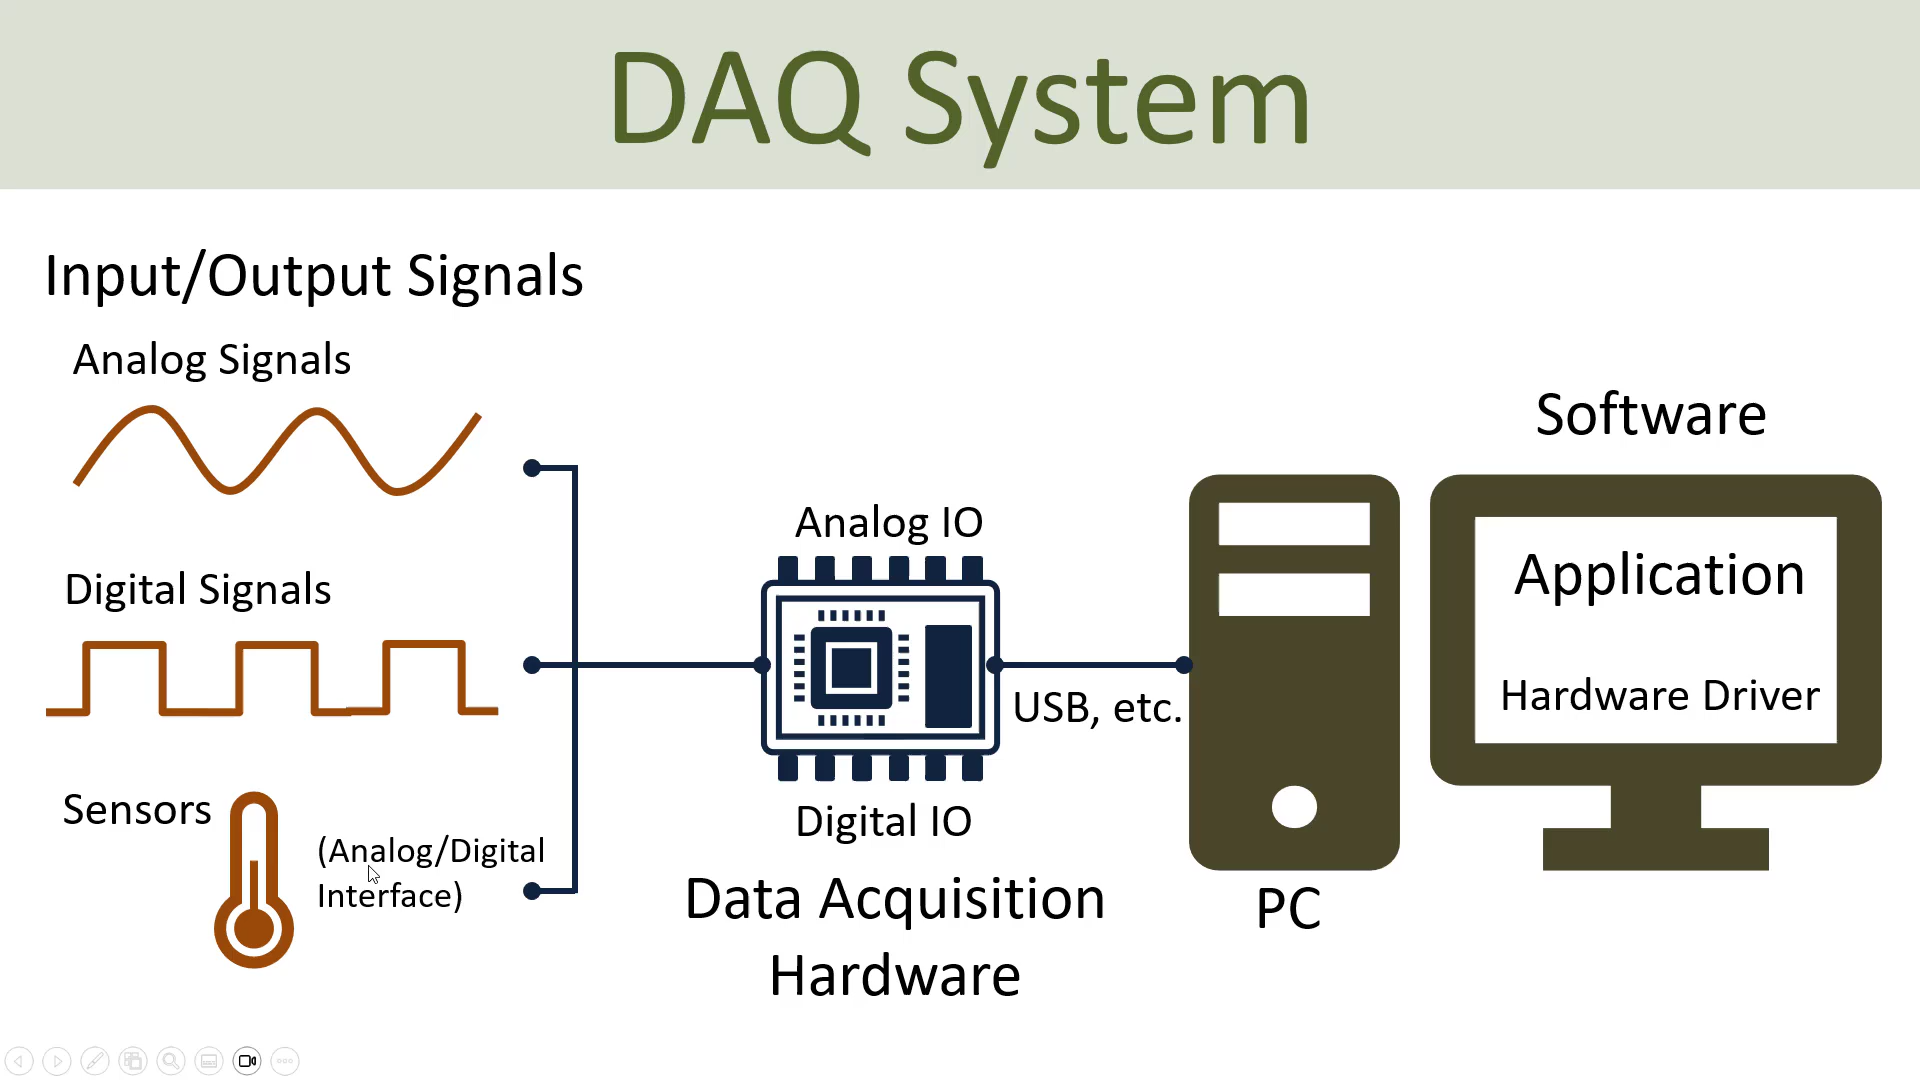 DAQ System
Input/Output Signals
Analog Signals
Digital Signals
Sensors
(Analog/Digital
Interface)
Analog IO
Digital IO
Data Acquisition
Hardware
USB, etc.
PC
Software
Application
Hardware Driver